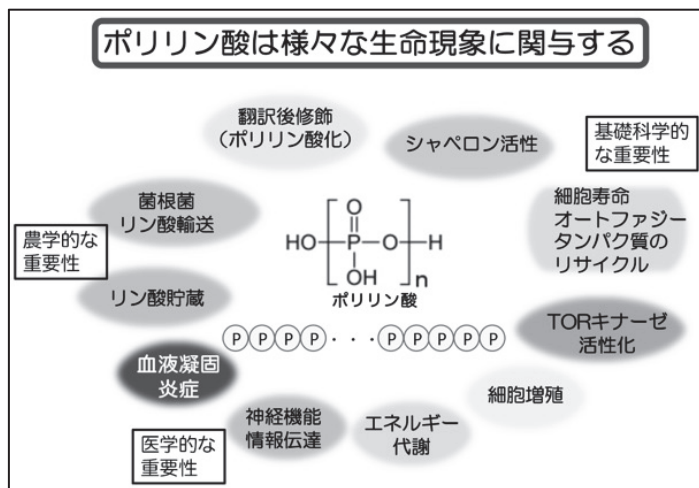 ポリリン酸は様々な生命現象に関与する
翻訳後修飾
（ポリリン酸化）
シャペロン活性
基礎科学的
な重要性
菌根菌
リン酸輸送
細胞寿命
オートファジー
タンパク質の
リサイクル
農学的な
重要性
O
HO
P
O
H
OH
n
ポリリン酸
リン酸貯蔵
TORキナーゼ
活性化
PPPP・・・PPPPP
血液凝固
炎症
細胞増殖
神経機能
情報伝達
エネルギー
代謝
医学的な
重要性